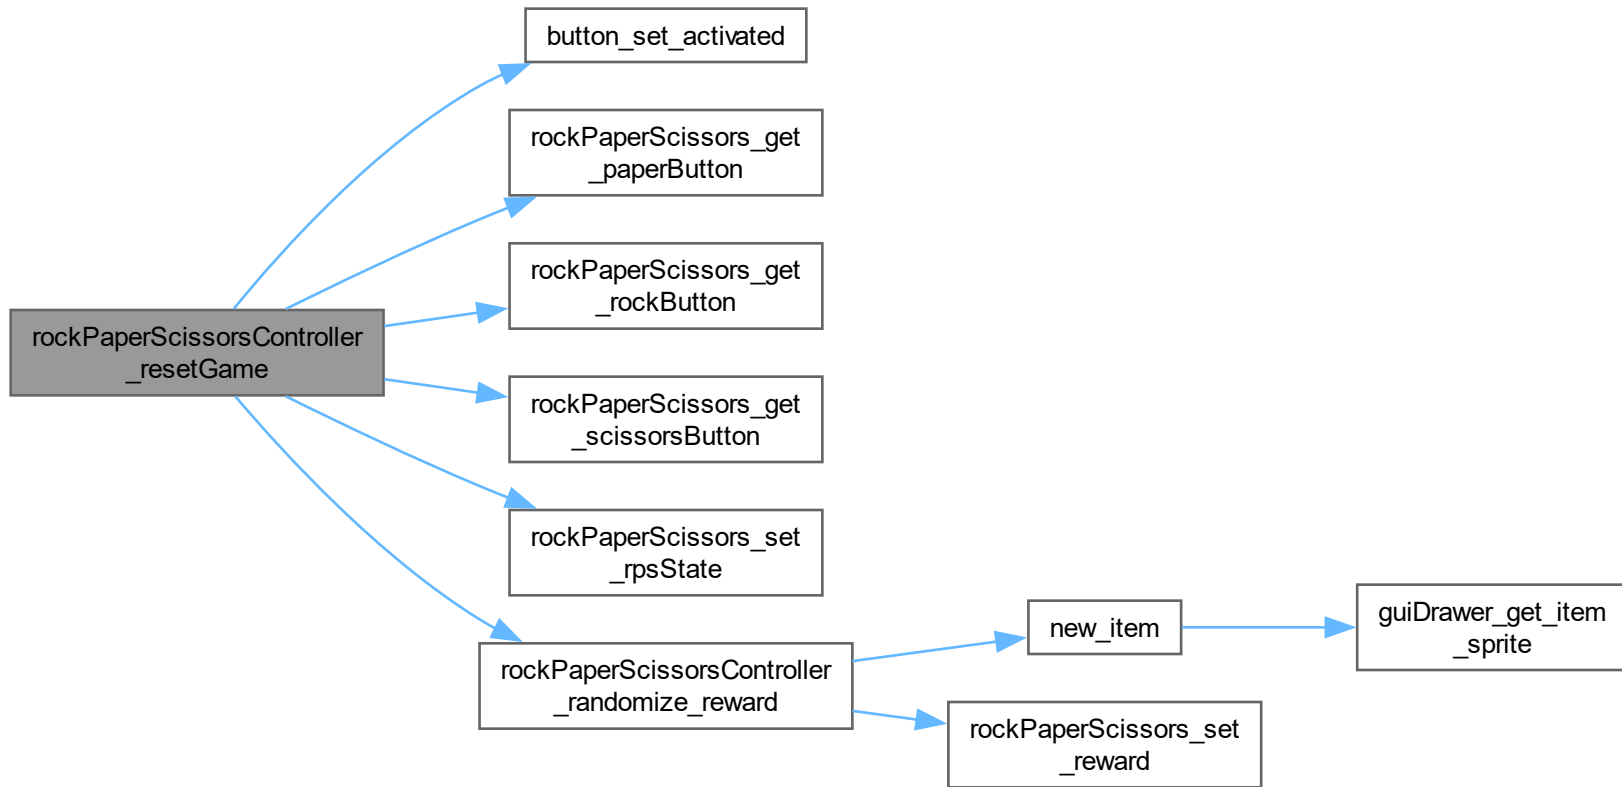 button_set_activated
rockPaperScissors_get
_paperButton
rockPaperScissors_get
_rockButton
rockPaperScissorsController
_resetGame
rockPaperScissors_get
_scissorsButton
rockPaperScissors_set
_rpsState
rockPaperScissorsController
_randomize_reward
new_item
guiDrawer_get_item
_sprite
rockPaperScissors_set
_reward